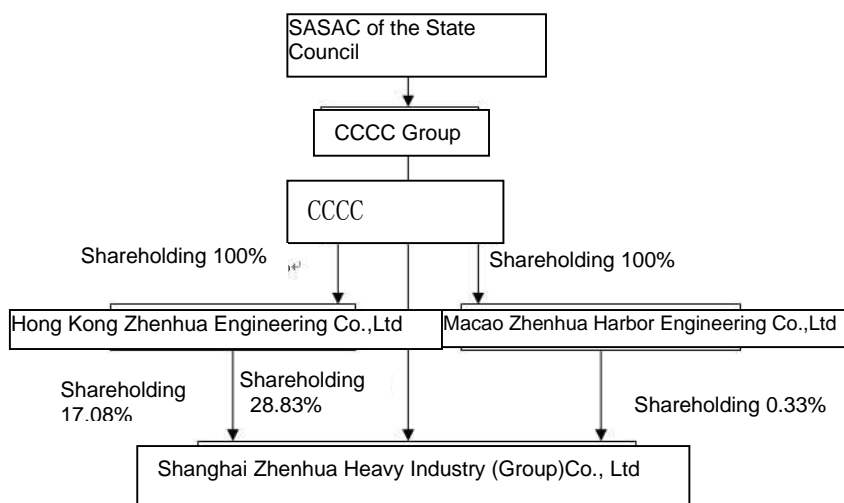 SASAC of the State
Council
CCCC Group
CCCC
Shareholding 100%
Shareholding 100%
Hong Kong Zhenhua Engineering Co.,Ltd
Macao Zhenhua Harbor Engineering Co.,Ltd
Shareholding
17.08%
Shareholding
28.83%
Shareholding 0.33%
Shanghai Zhenhua Heavy Industry (Group)Co., Ltd